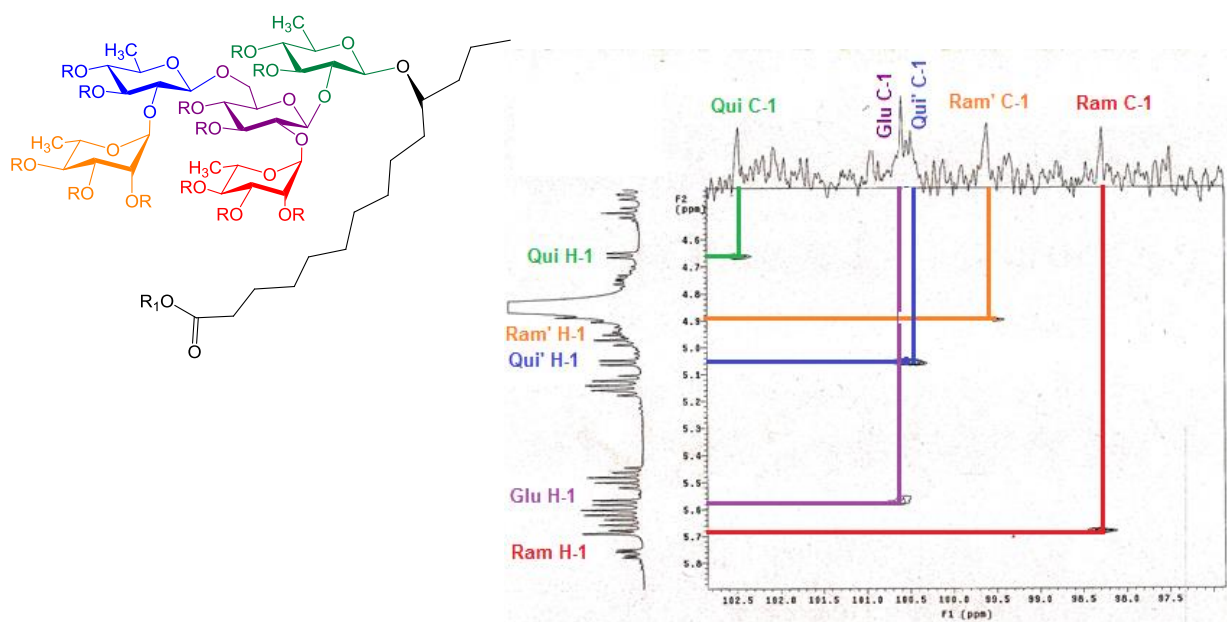 H₃C
O
O
RO
RO
H₃C
O
O
RO
RO
O
O
RO
RO
O
O
O
H₃C
O
RO
RO
OR
H₃C
O
RO
RO
OR
R₁O
O
Qui C-1
Glu C-1
Qui' C-1
Ram' C-1
Ram C-1
Qui H-1
Ram' H-1
Qui' H-1
Glu H-1
Ram H-1
F2
(ppm)
4.6
4.7
4.8
4.9
5.0
5.1
5.2
5.3
5.4
5.5
5.6
5.7
5.8
102.5 102.0 101.5 101.0 100.5 100.0 99.5 99.0 98.5 98.0 97.5
F1 (ppm)